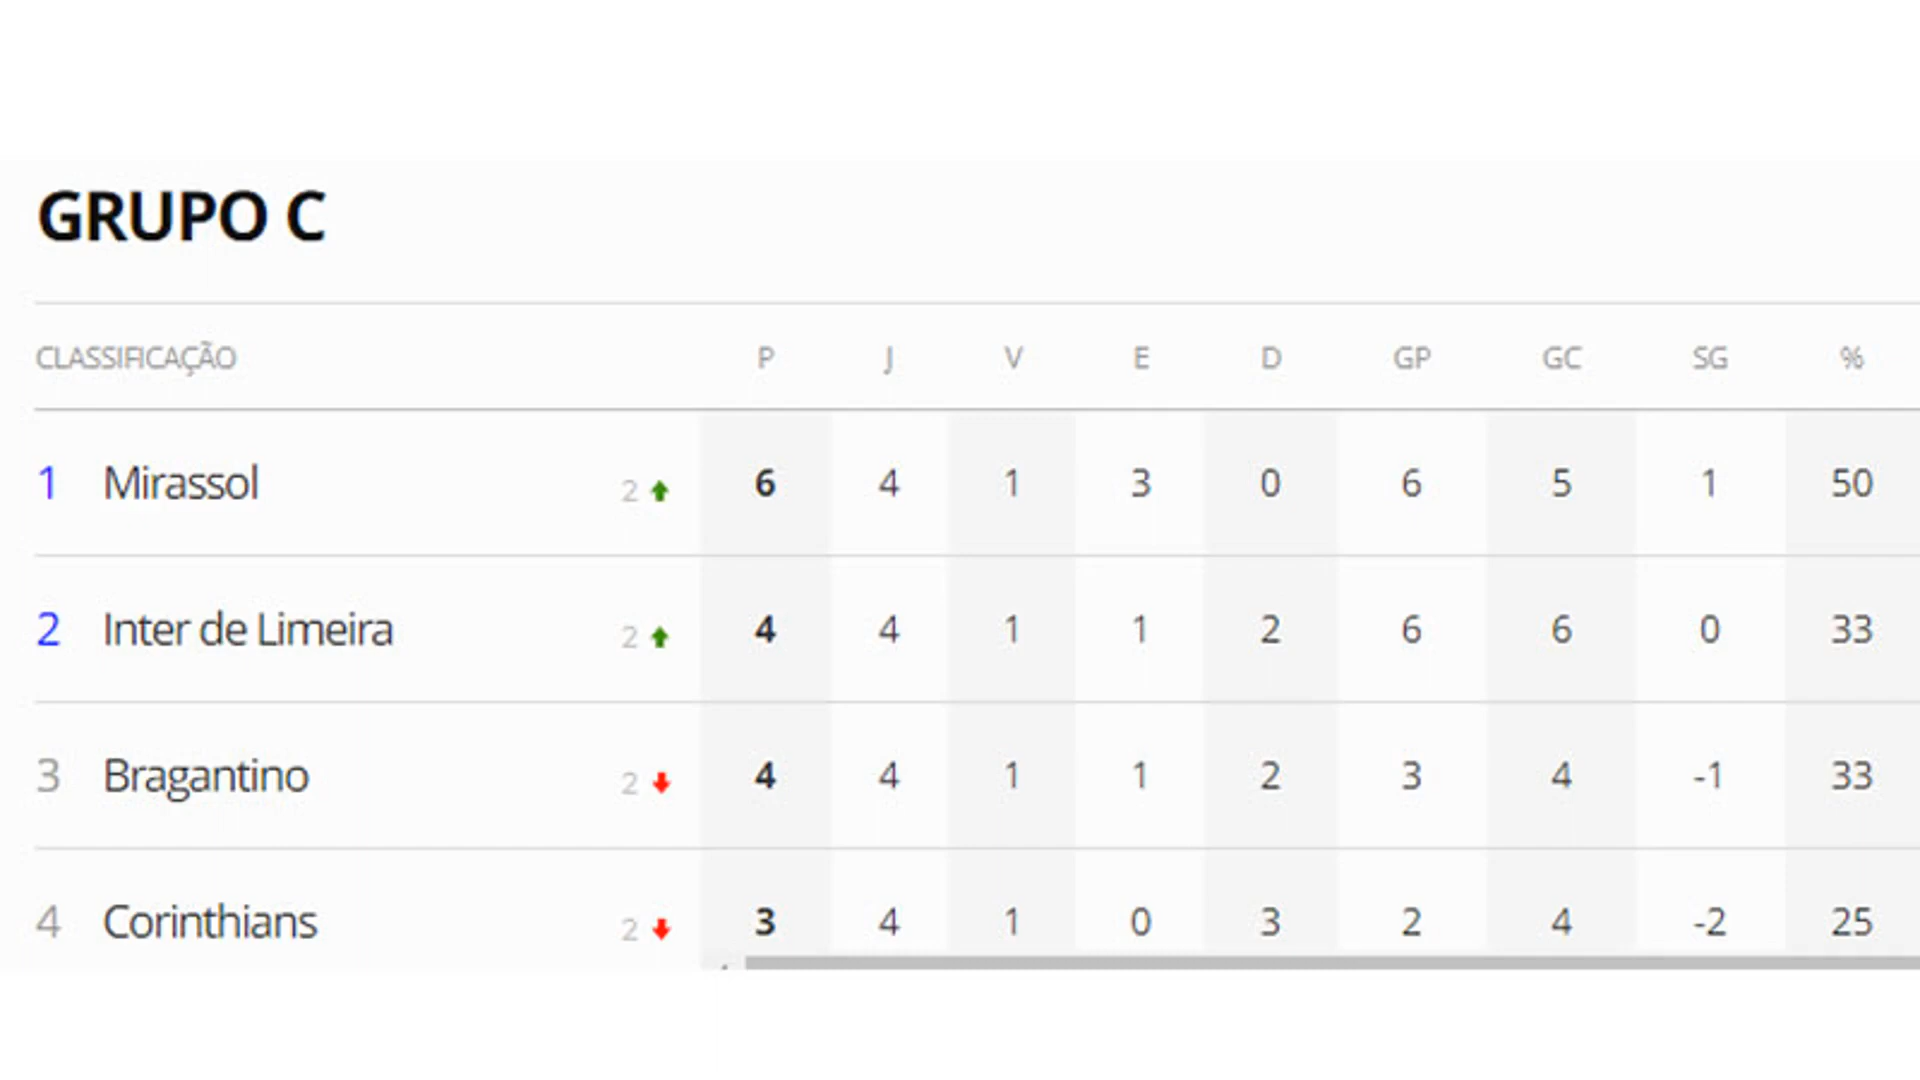 GRUPO C
CLASSIFICAÇÃO P J V E D GP GC SG %
1 Mirassol 2 6 4 1 3 0 6 5 1 50
2 Inter de Limeira 2 4 4 1 1 2 6 6 0 33
3 Bragantino 2 4 4 1 1 2 3 4 -1 33
4 Corinthians 2 3 4 1 0 3 2 4 -2 25